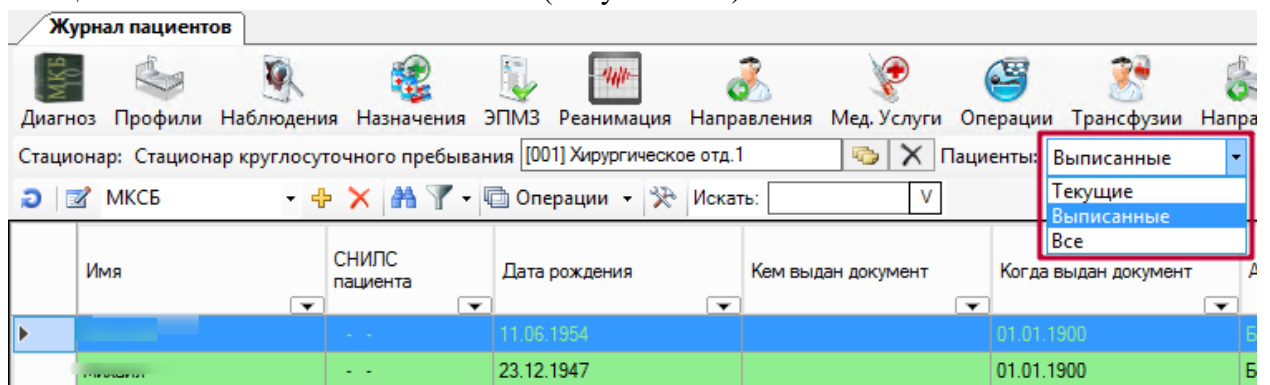 Журнал пациентов
МКБ 10
Диагноз Профили Наблюдения Назначения ЭПМЗ Реанимация Направления Мед. Услуги Операции Трансфузии
Стационар: Стационар круглосуточного пребывания [001] Хирургическое отд.1 Пациенты: Выписанные
Текущие
Выписанные
Все
МКСБ Операции Искать: V
Имя СНИЛС пациента Дата рождения Кем выдан документ Когда выдан документ
- - 11.06.1954 01.01.1900
- - 23.12.1947 01.01.1900